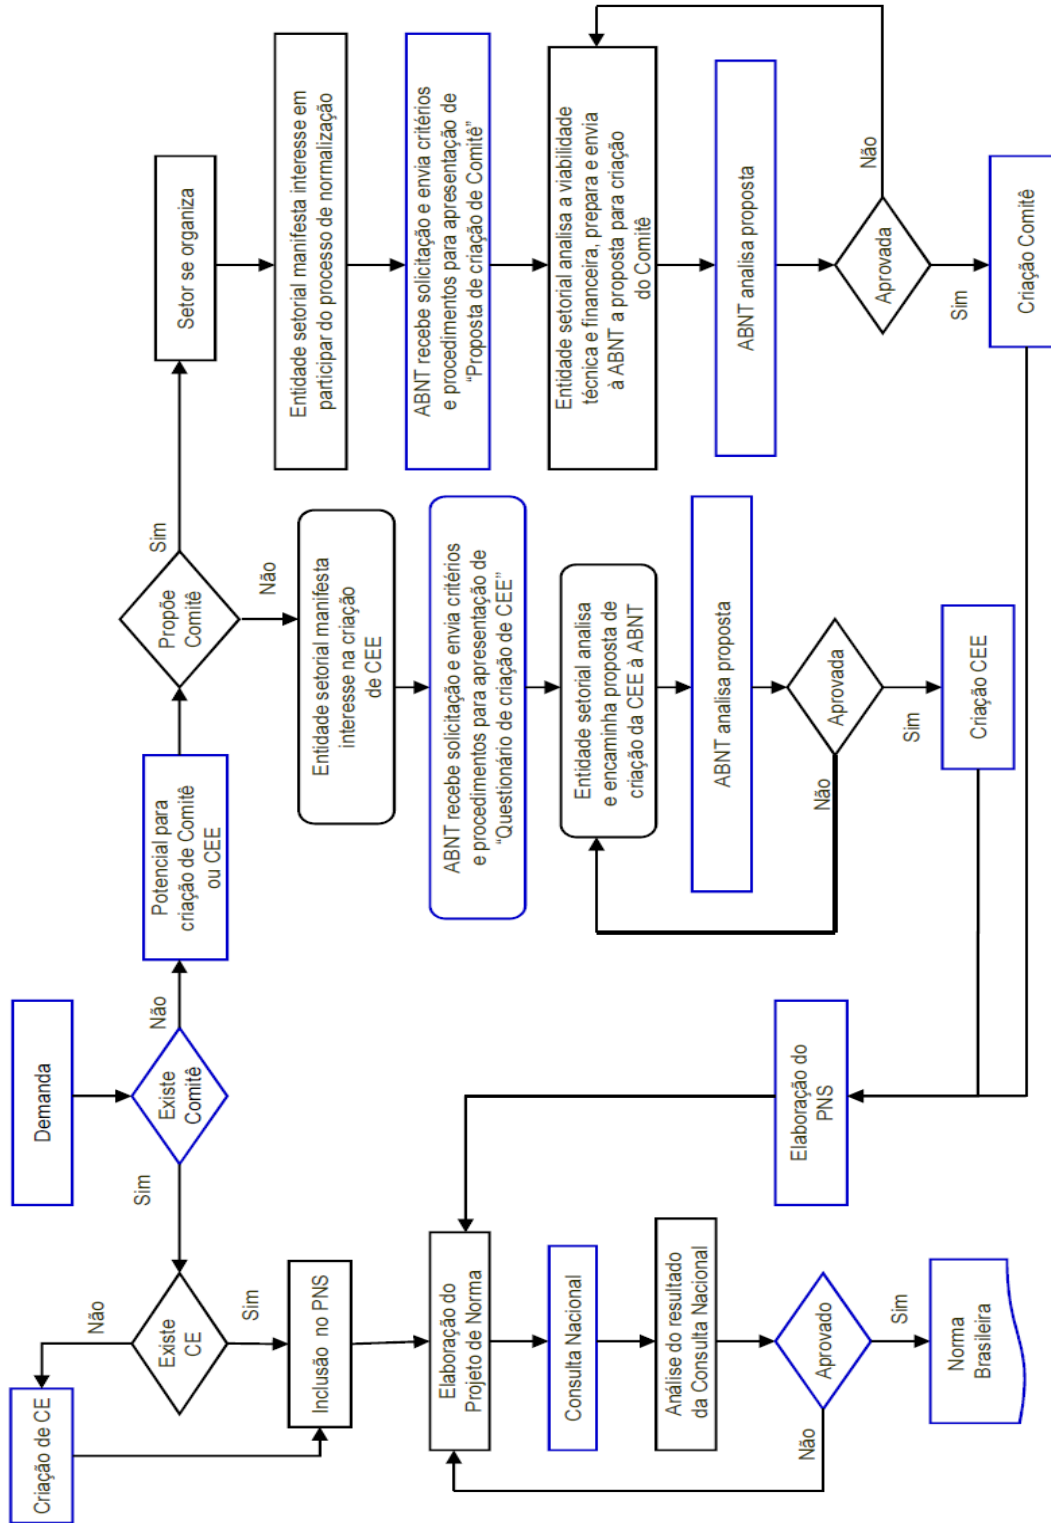 Demanda
Existe
Comitê
Sim
Não
Existe
CE
Não
Sim
Criação de CE
Inclusão no PNS
Elaboração do
Projeto de Norma
Consulta Nacional
Análise do resultado
da Consulta Nacional
Aprovado
Não
Sim
Norma
Brasileira
Potencial para
criação de Comitê
ou CEE
Propõe
Comitê
Sim
Não
Entidade setorial manifesta
interesse na criação
de CEE
ABNT recebe solicitação e envia critérios
e procedimentos para apresentação de
“Questionário de criação de CEE”
Entidade setorial analisa
e encaminha proposta de
criação da CEE à ABNT
ABNT analisa proposta
Aprovada
Não
Sim
Criação CEE
Setor se organiza
Entidade setorial manifesta interesse em
participar do processo de normalização
ABNT recebe solicitação e envia critérios
e procedimentos para apresentação de
“Proposta de criação de Comitê”
Entidade setorial analisa a viabilidade
técnica e financeira, prepara e envia
à ABNT a proposta para criação
do Comitê
ABNT analisa proposta
Aprovada
Não
Sim
Criação Comitê
Elaboração do
PNS